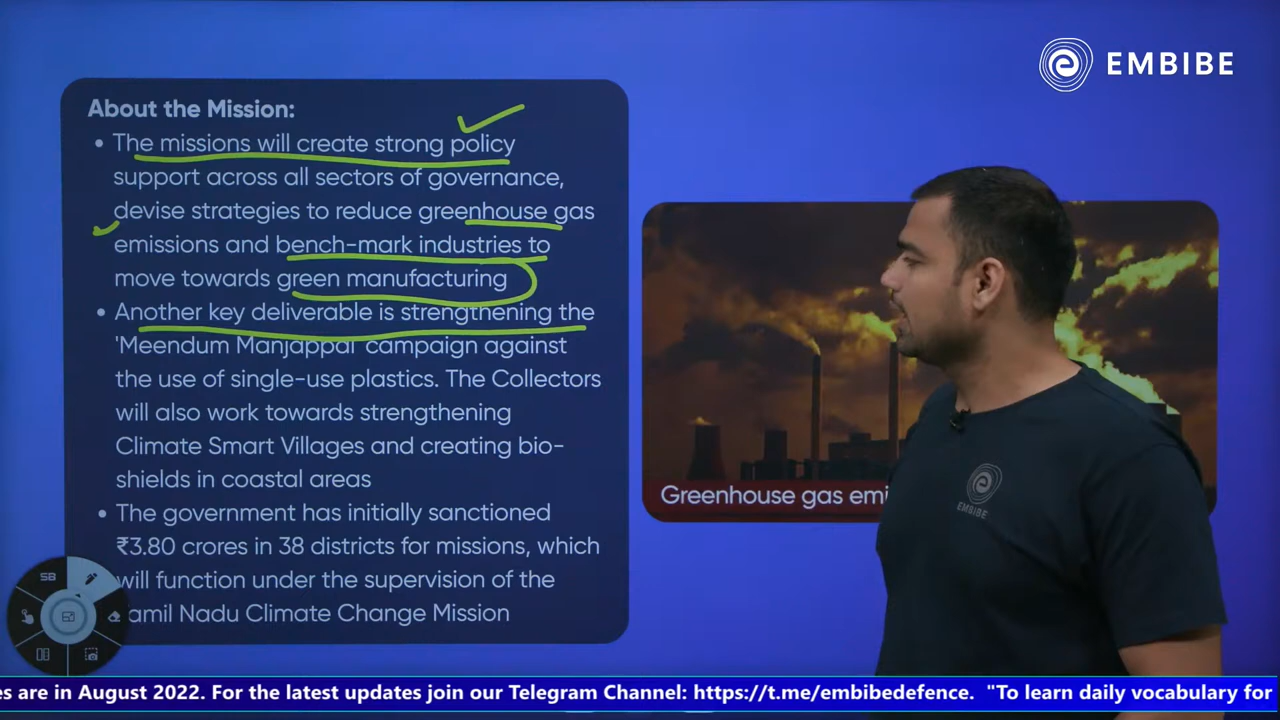 EMBIBE
About the Mission:
• The missions will create strong policy
support across all sectors of governance,
devise strategies to reduce greenhouse gas
emissions and bench-mark industries to
move towards green manufacturing
• Another key deliverable is strengthening the
'Meendum Manjappai' campaign against
the use of single-use plastics. The Collectors
will also work towards strengthening
Climate Smart Villages and creating bio-
shields in coastal areas
• The government has initially sanctioned
₹3.80 crores in 38 districts for missions, which
will function under the supervision of the
amil Nadu Climate Change Mission
Greenhouse gas emi
EMBIBE
SB
es are in August 2022. For the latest updates join our Telegram Channel: https://t.me/embibedefence. "To learn daily vocabulary for